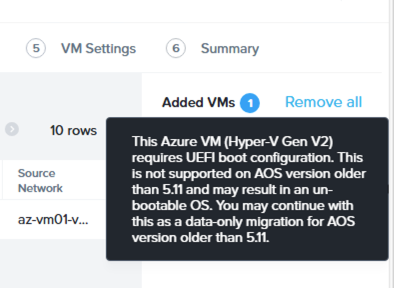 5 VM Settings 6 Summary
Added VMs 1 Remove all
10 rows
This Azure VM (Hyper-V Gen V2)
requires UEFI boot configuration. This
is not supported on AOS version older
than 5.11 and may result in an un-
bootable OS. You may continue with
this as a data-only migration for AOS
version older than 5.11.
Source
Network
az-vm01-v...